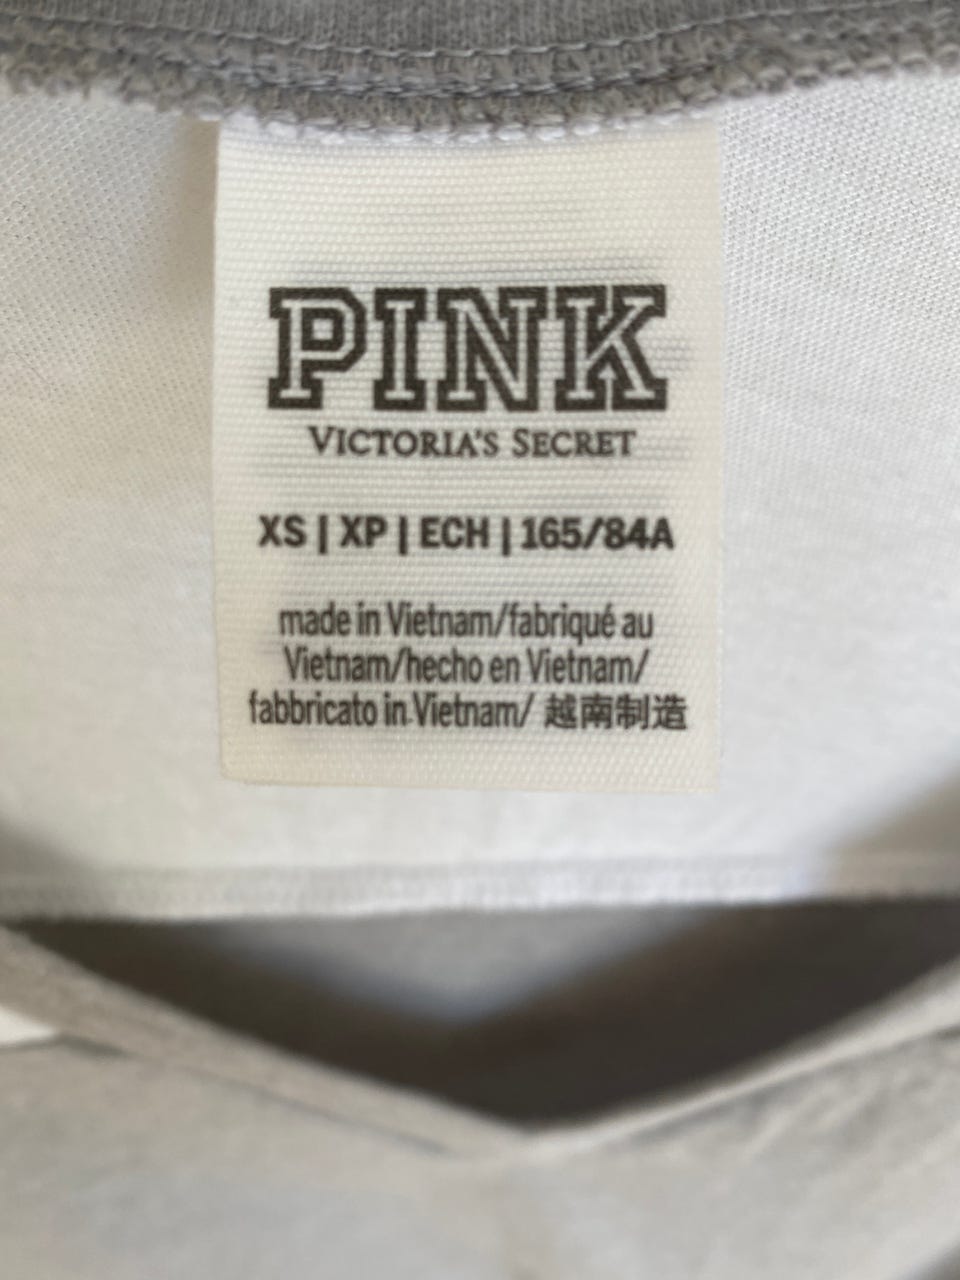 PINK
VICTORIA'S SECRET
XS | XP | ECH | 165/84A
made in Vietnam/fabriqué au
Vietnam/hecho en Vietnam/
fabbricato in Vietnam/ 越南制造